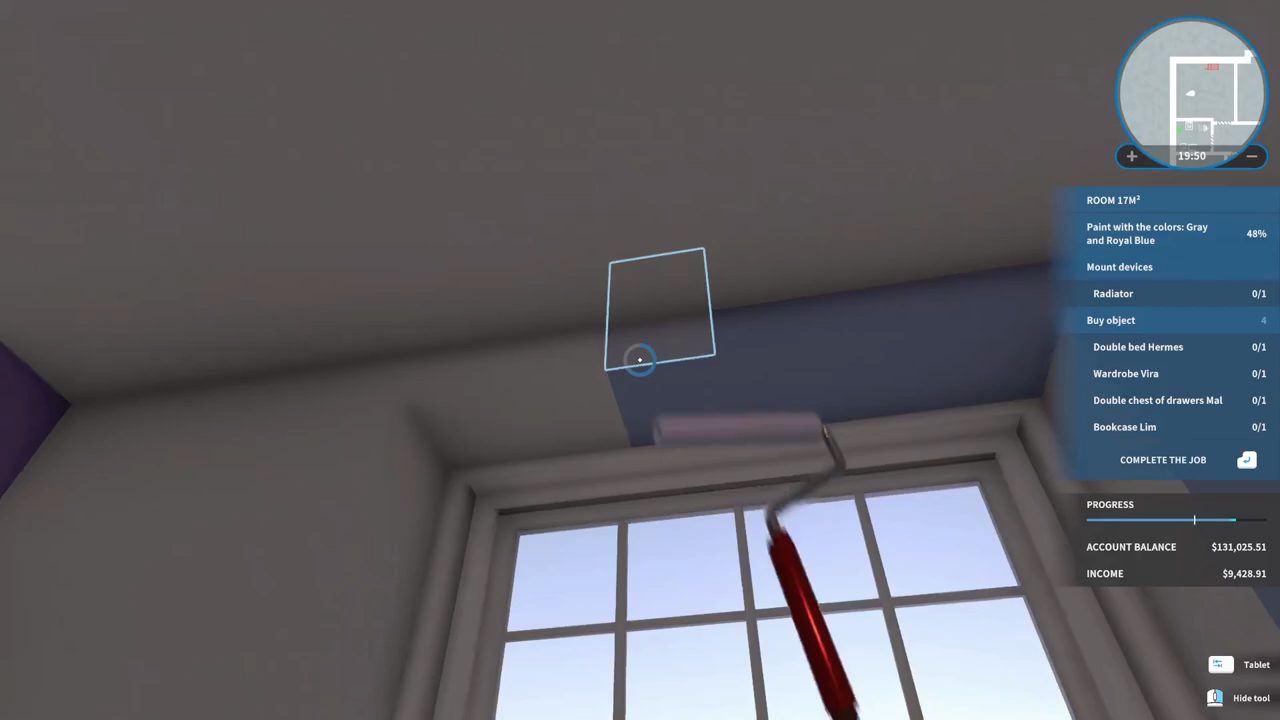 19:50
ROOM 17M²
Paint with the colors: Gray
and Royal Blue
48%
Mount devices
Radiator 0/1
Buy object 4
Double bed Hermes 0/1
Wardrobe Vira 0/1
Double chest of drawers Mal 0/1
Bookcase Lim 0/1
COMPLETE THE JOB
PROGRESS
ACCOUNT BALANCE $131,025.51
INCOME $9,428.91
Tablet
Hide tool